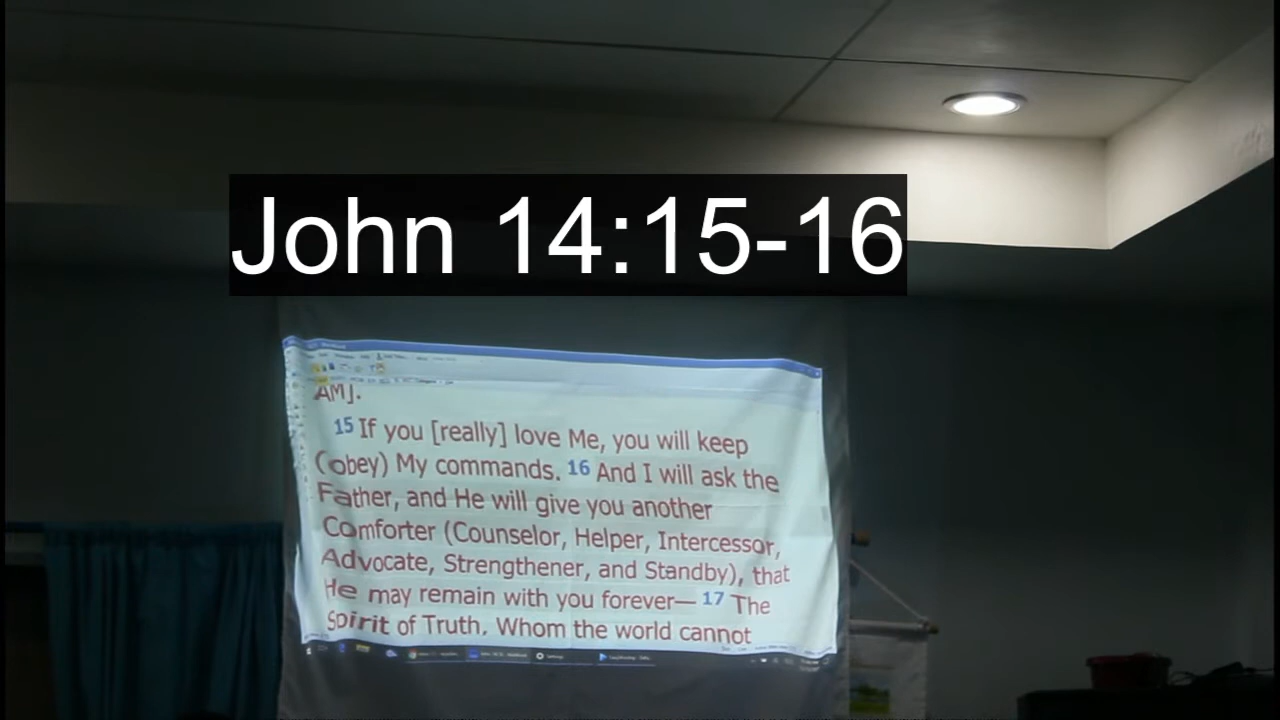 John 14:15-16
AM].
15 If you [really] love Me, you will keep
(obey) My commands. 16 And I will ask the
Father, and He will give you another
Comforter (Counselor, Helper, Intercessor,
Advocate, Strengthener, and Standby), that
He may remain with you forever— 17 The
Spirit of Truth, Whom the world cannot